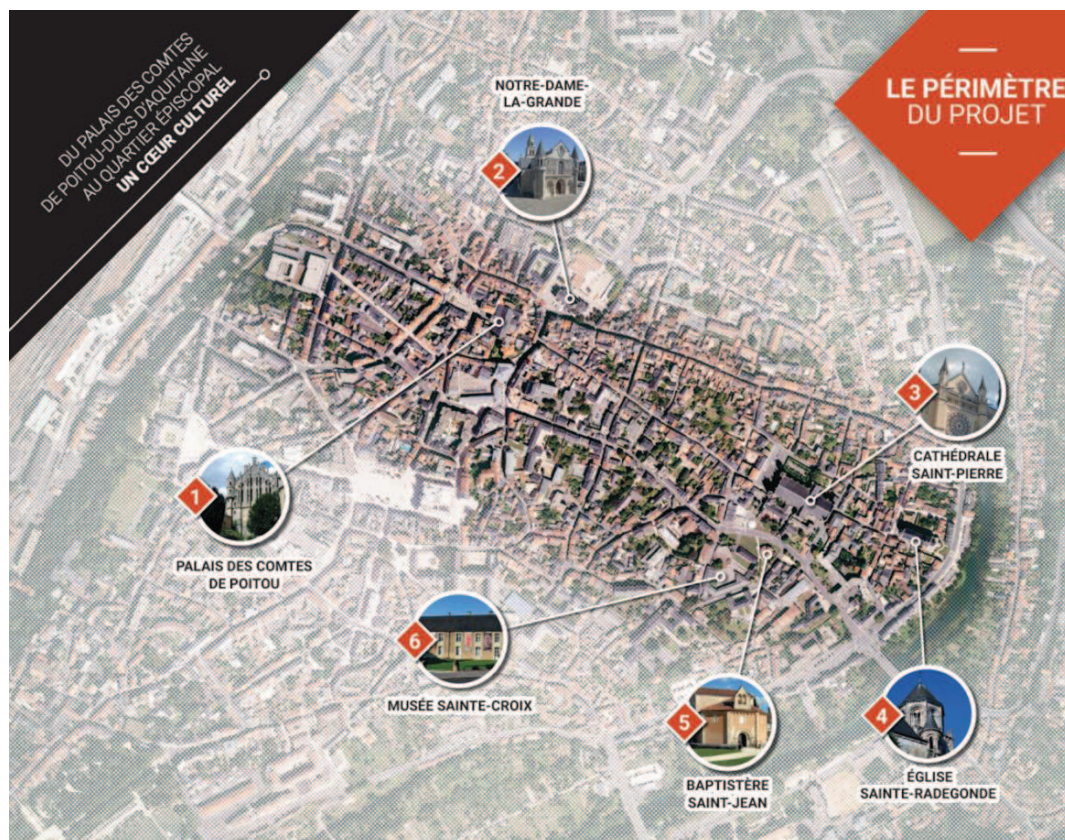 DU PALAIS DES COMTES
DE POITOU-DUCS D'AQUITAINE
AU QUARTIER ÉPISCOPAL
UN CŒUR CULTUREL
LE PÉRIMÈTRE
DU PROJET
NOTRE-DAME-
LA-GRANDE
2
3
CATHÉDRALE
SAINT-PIERRE
1
PALAIS DES COMTES
DE POITOU
6
MUSÉE SAINTE-CROIX
5
BAPTISTÈRE
SAINT-JEAN
4
ÉGLISE
SAINTE-RADEGONDE